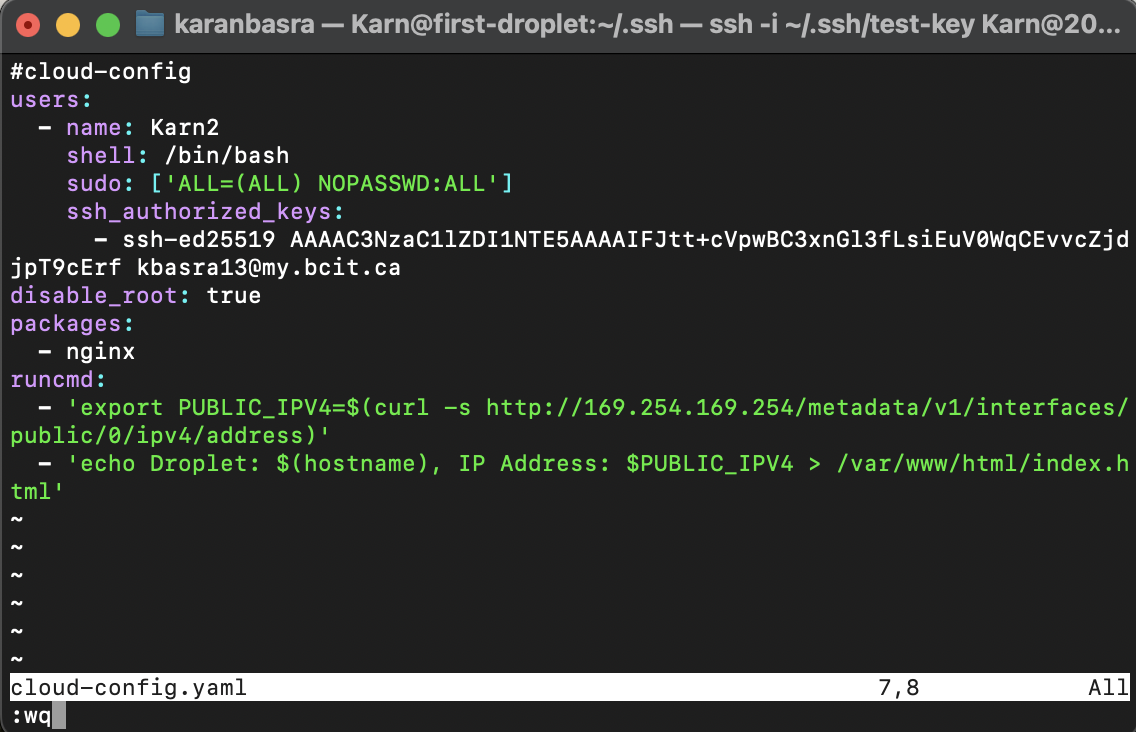 karanbasra — Karn@first-droplet:~/.ssh — ssh -i ~/.ssh/test-key Karn@20...
#cloud-config
users:
  - name: Karn2
    shell: /bin/bash
    sudo: ['ALL=(ALL) NOPASSWD:ALL']
    ssh_authorized_keys:
      - ssh-ed25519 AAAAC3NzaC1lZDI1NTE5AAAAIFJtt+cVpwBC3xnGl3fLsiEuV0WqCEvvcZjd
jpT9cErf kbasra13@my.bcit.ca
disable_root: true
packages:
  - nginx
runcmd:
  - 'export PUBLIC_IPV4=$(curl -s http://169.254.169.254/metadata/v1/interfaces/
public/0/ipv4/address)'
  - 'echo Droplet: $(hostname), IP Address: $PUBLIC_IPV4 > /var/www/html/index.h
tml'
~
~
~
~
~
~
cloud-config.yaml 7,8 All
:wq